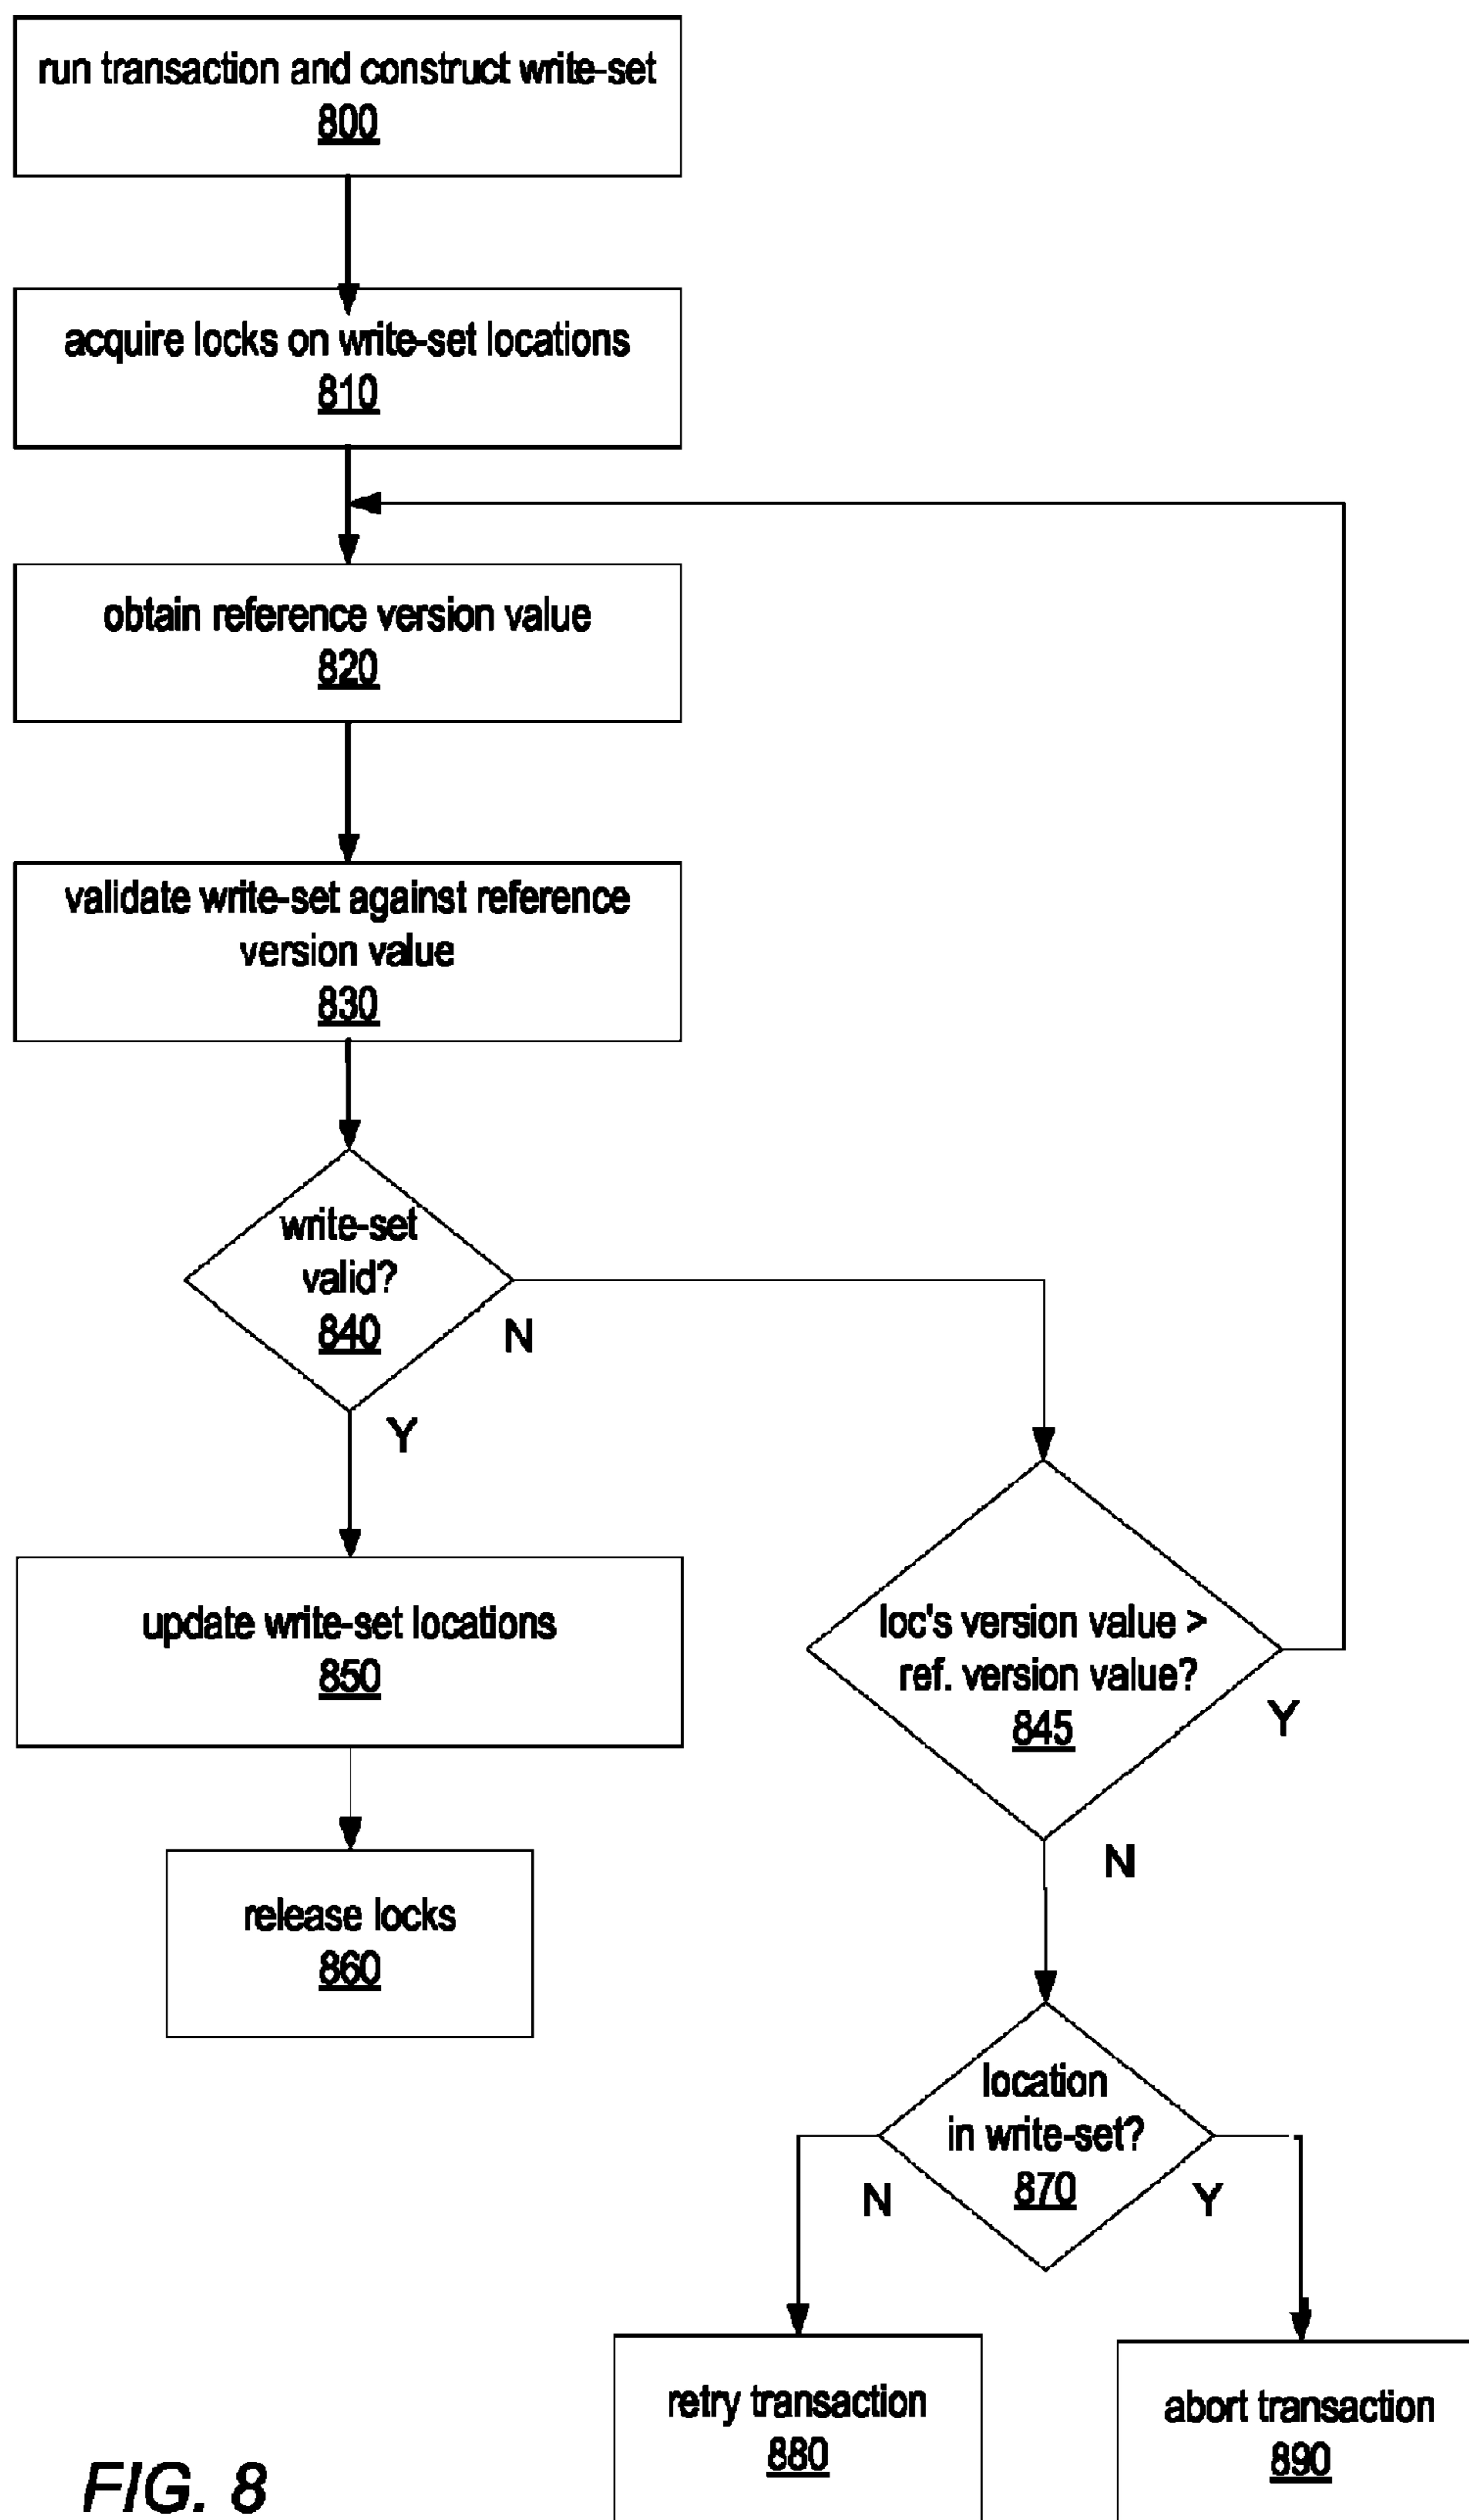 run transaction and construct write-set
800
acquire locks on write-set locations
810
obtain reference version value
820
validate write-set against reference
version value
830
write-set
valid?
840
N
Y
update write-set locations
850
loc's version value >
ref. version value?
845
Y
N
release locks
860
location
in write-set?
870
N
Y
retry transaction
880
abort transaction
890
FIG. 8